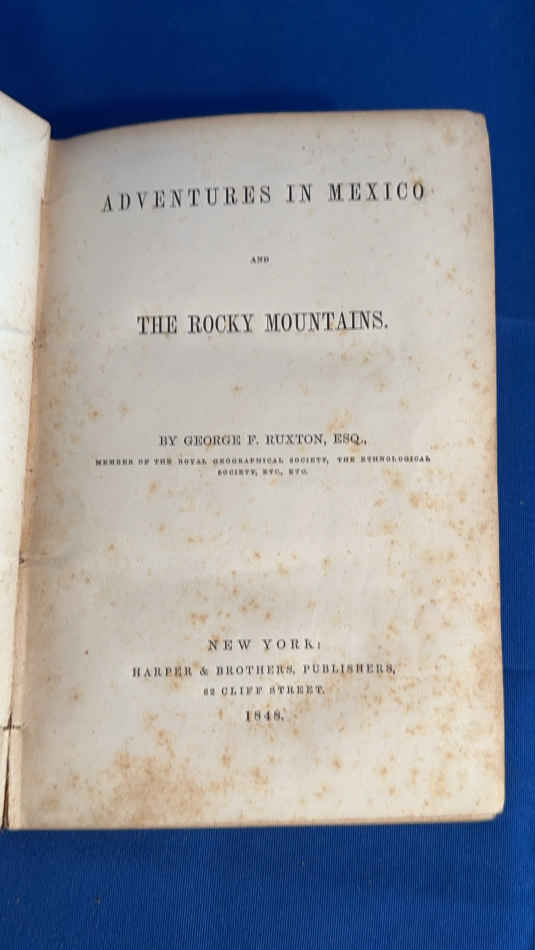 ADVENTURES IN MEXICO
AND
THE ROCKY MOUNTAINS.
BY GEORGE F. RUXTON, ESQ.,
MEMBER OF THE ROYAL GEOGRAPHICAL SOCIETY, THE ETHNOLOGICAL
SOCIETY, ETC., ETC.
NEW YORK:
HARPER & BROTHERS, PUBLISHERS,
82 CLIFF STREET.
1848.